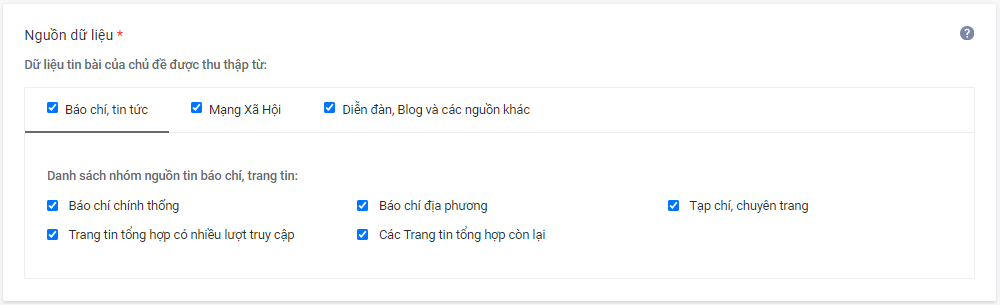 Nguồn dữ liệu *
?
Dữ liệu tin bài của chủ đề được thu thập từ:
Báo chí, tin tức Mạng Xã Hội Diễn đàn, Blog và các nguồn khác
Danh sách nhóm nguồn tin báo chí, trang tin:
Báo chí chính thống Báo chí địa phương Tạp chí, chuyên trang
Trang tin tổng hợp có nhiều lượt truy cập Các Trang tin tổng hợp còn lại